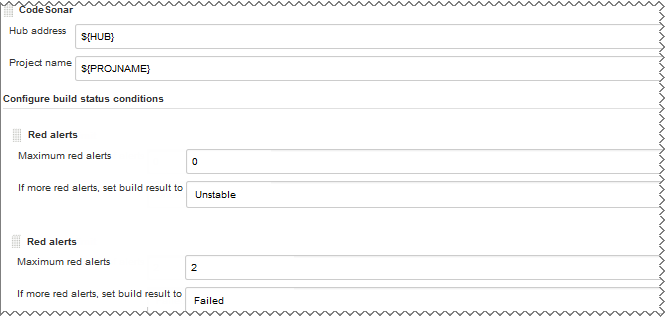 CodeSonar
Hub address
${HUB}
Project name
${PROJNAME}
Configure build status conditions
Red alerts
Maximum red alerts
0
If more red alerts, set build result to
Unstable
Red alerts
Maximum red alerts
2
If more red alerts, set build result to
Failed